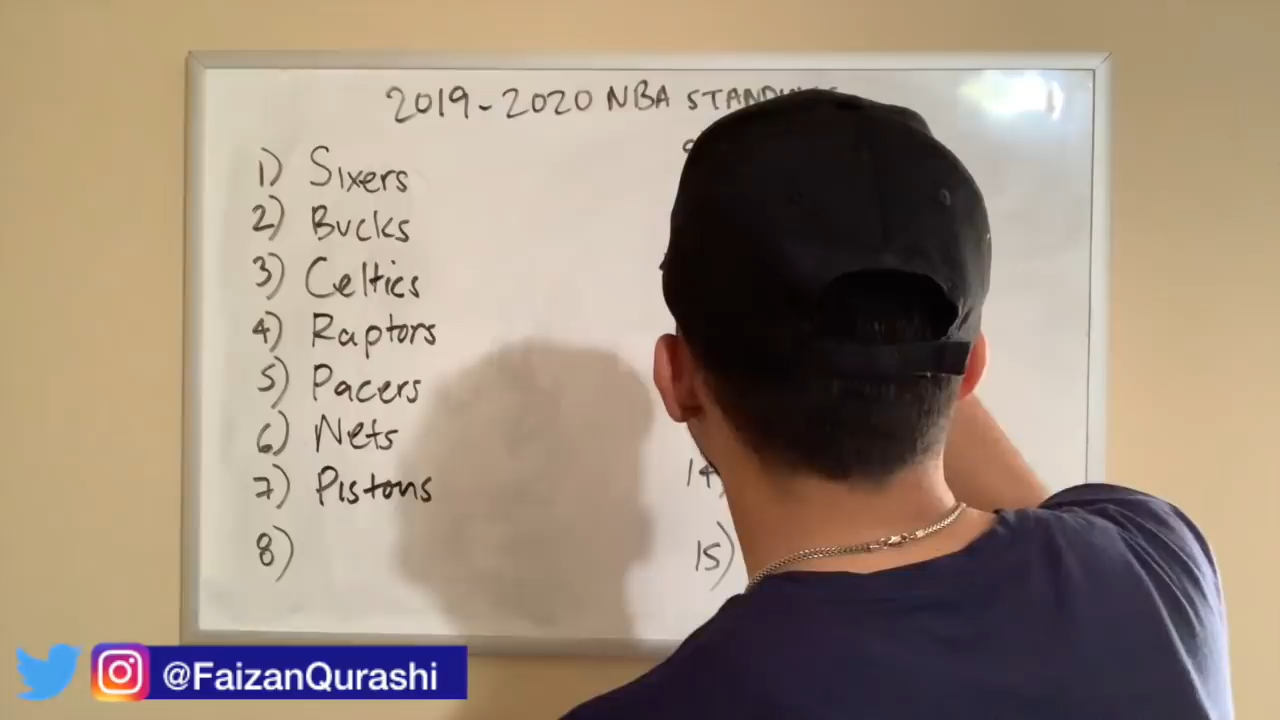 2019-2020 NBA
1) Sixers
2) Bucks
3) Celtics
4) Raptors
5) Pacers
6) Nets
7) Pistons
8)
14)
15)
@FaizanQurashi